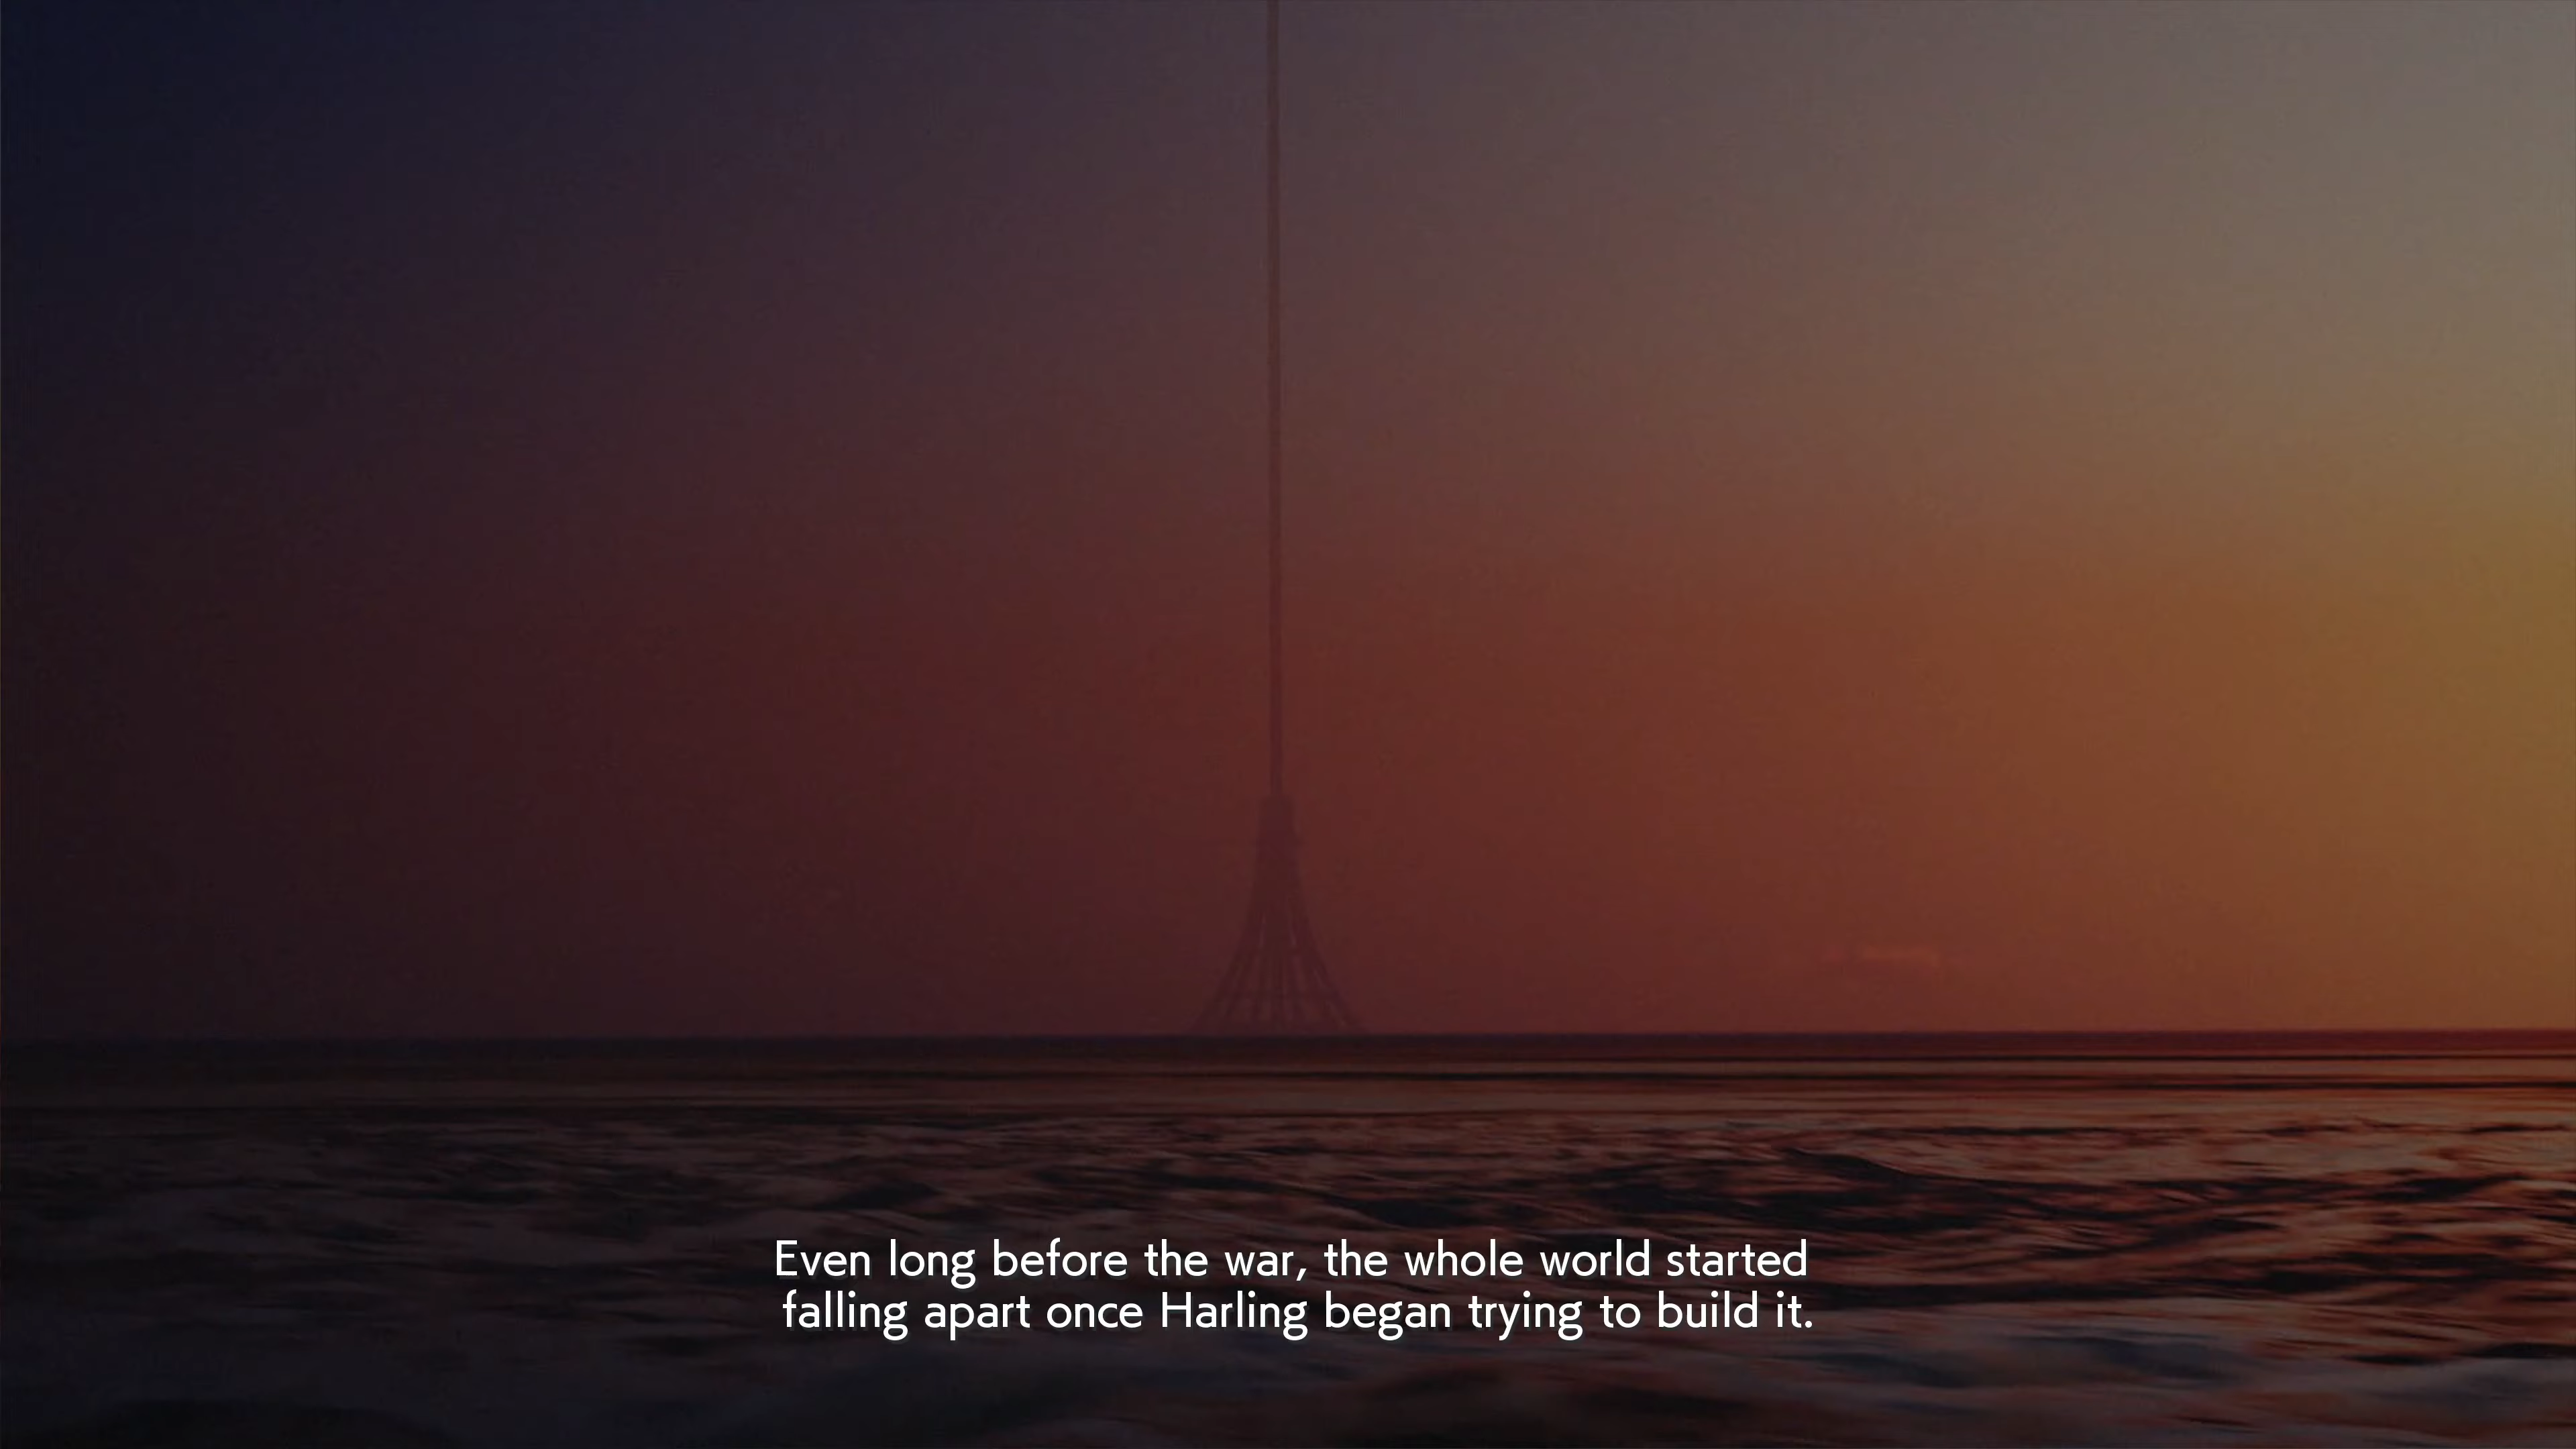 Even long before the war, the whole world started
falling apart once Harling began trying to build it.